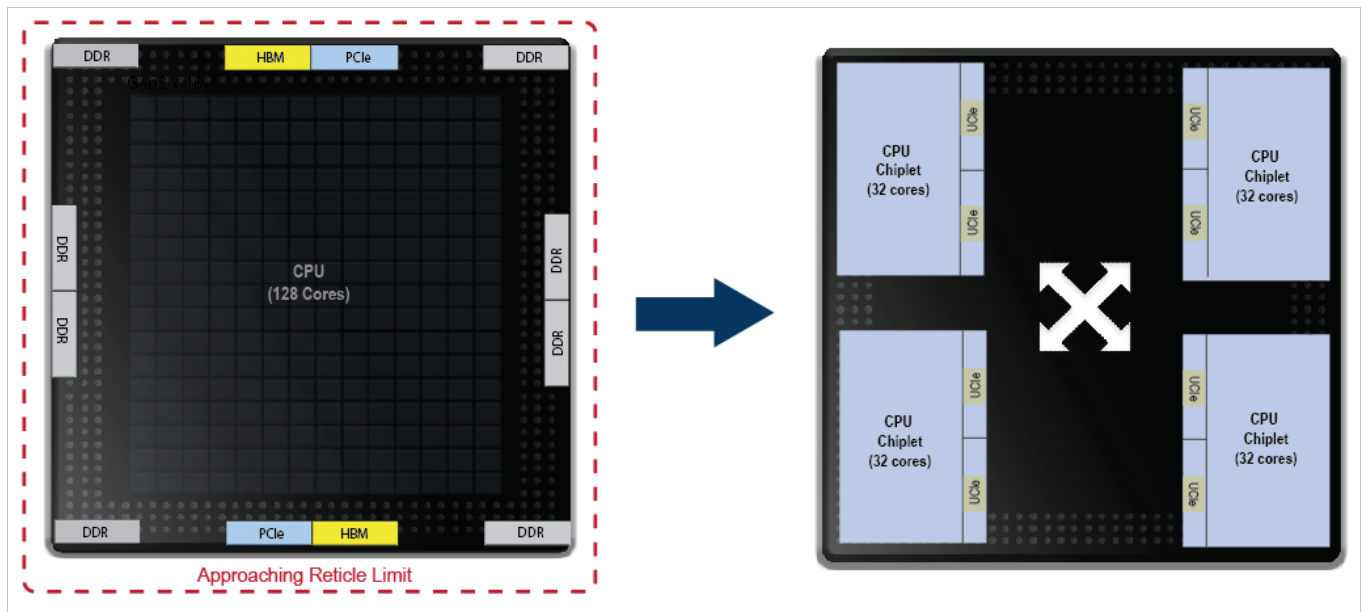 DDR
HBM
PCIe
DDR
DDR
DDR
CPU
(128 Cores)
DDR
DDR
DDR
PCIe
HBM
DDR
Approaching Reticle Limit
CPU
Chiplet
(32 cores)
UCIe
UCIe
UCIe
UCIe
CPU
Chiplet
(32 cores)
CPU
Chiplet
(32 cores)
UCIe
UCIe
UCIe
UCIe
CPU
Chiplet
(32 cores)